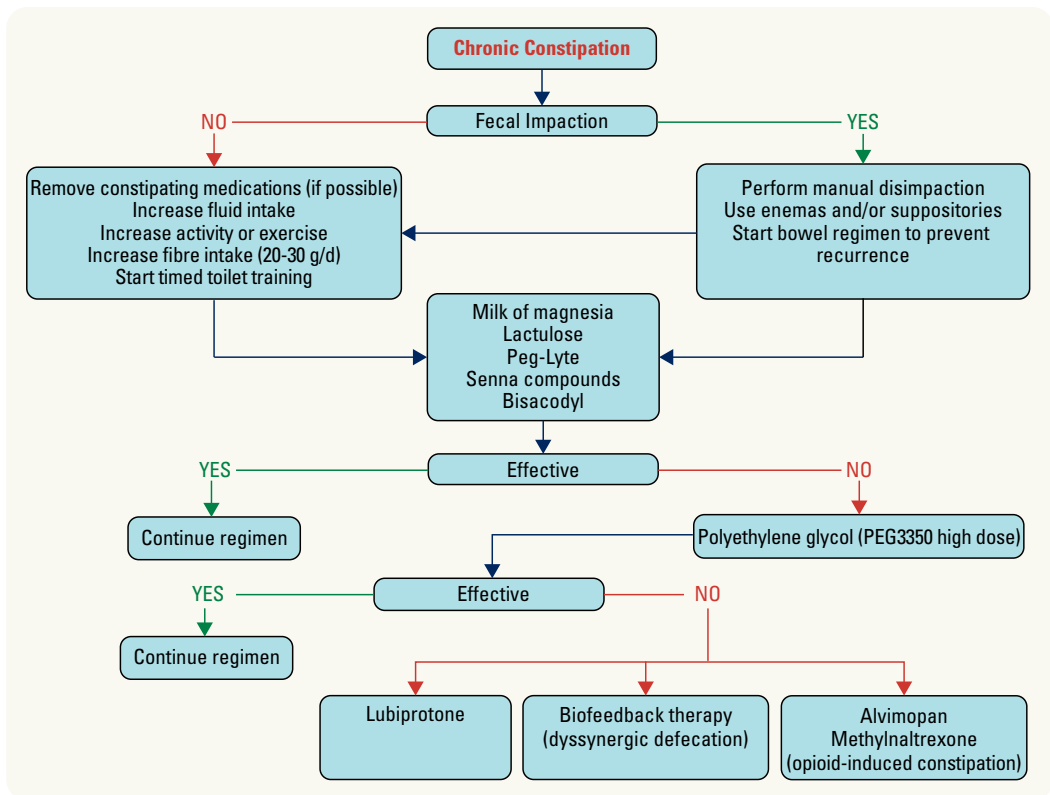 Chronic Constipation
Fecal Impaction
NO
YES
Remove constipating medications (if possible)
Increase fluid intake
Increase activity or exercise
Increase fibre intake (20-30 g/d)
Start timed toilet training
Perform manual disimpaction
Use enemas and/or suppositories
Start bowel regimen to prevent
recurrence
Milk of magnesia
Lactulose
Peg-Lyte
Senna compounds
Bisacodyl
YES
Effective
NO
Continue regimen
Polyethylene glycol (PEG3350 high dose)
YES
Effective
NO
Continue regimen
Lubiprotone
Biofeedback therapy
(dyssynergic defecation)
Alvimopan
Methylnaltrexone
(opioid-induced constipation)